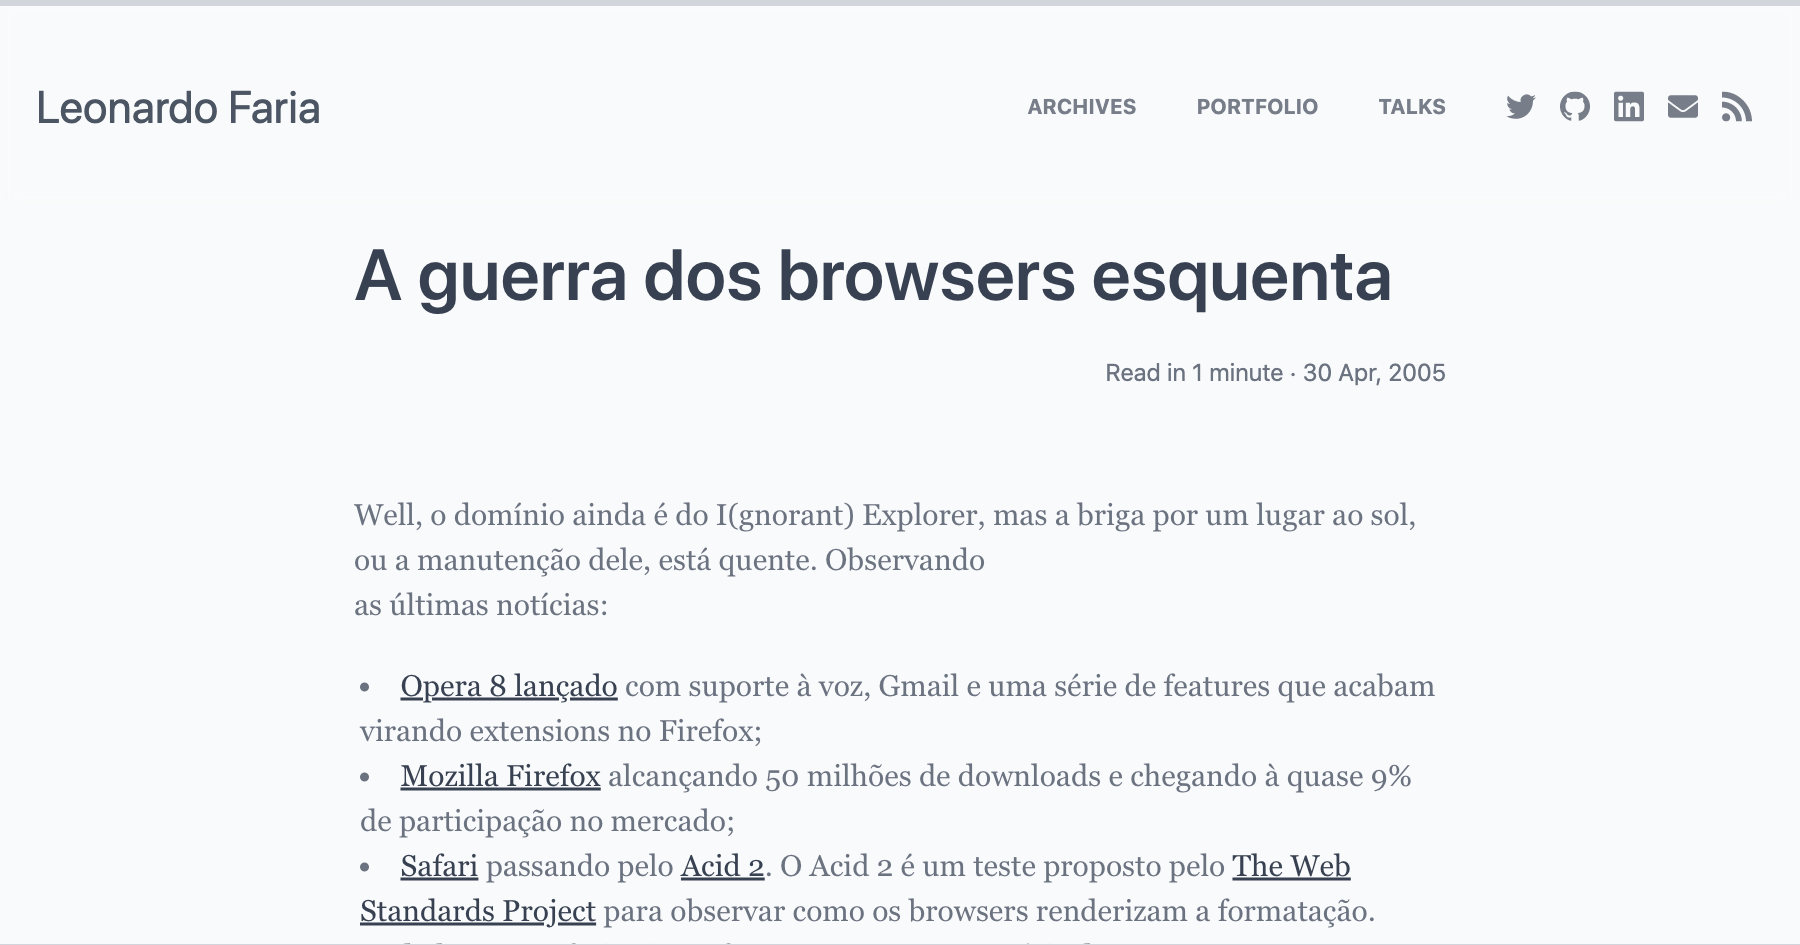 Leonardo Faria
ARCHIVES PORTFOLIO TALKS
A guerra dos browsers esquenta
Read in 1 minute · 30 Apr, 2005
Well, o domínio ainda é do I(gnorant) Explorer, mas a briga por um lugar ao sol,
ou a manutenção dele, está quente. Observando
as últimas notícias:
• Opera 8 lançado com suporte à voz, Gmail e uma série de features que acabam
virando extensions no Firefox;
• Mozilla Firefox alcançando 50 milhões de downloads e chegando à quase 9%
de participação no mercado;
• Safari passando pelo Acid 2. O Acid 2 é um teste proposto pelo The Web
Standards Project para observar como os browsers renderizam a formatação.